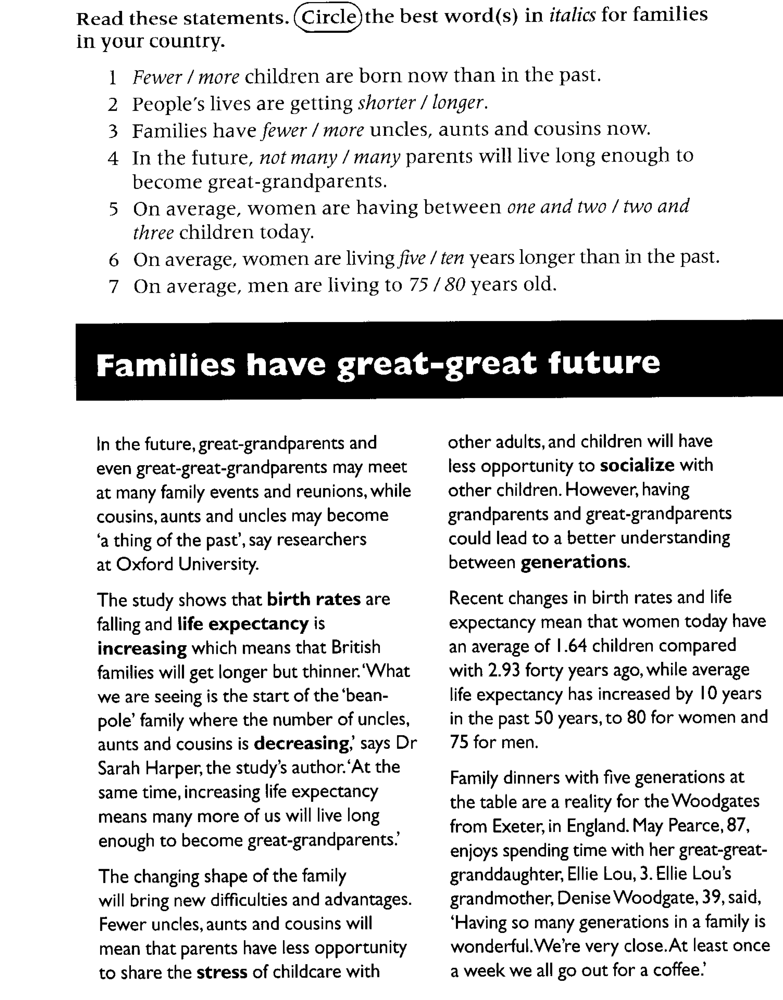 Read these statements. Circle the best word(s) in italics for families
in your country.
1 Fewer / more children are born now than in the past.
2 People's lives are getting shorter / longer.
3 Families have fewer / more uncles, aunts and cousins now.
4 In the future, not many / many parents will live long enough to
become great-grandparents.
5 On average, women are having between one and two / two and
three children today.
6 On average, women are living five / ten years longer than in the past.
7 On average, men are living to 75 / 80 years old.
Families have great-great future
In the future, great-grandparents and
even great-great-grandparents may meet
at many family events and reunions, while
cousins, aunts and uncles may become
‘a thing of the past’, say researchers
at Oxford University.
The study shows that birth rates are
falling and life expectancy is
increasing which means that British
families will get longer but thinner. ‘What
we are seeing is the start of the ‘bean-
pole’ family where the number of uncles,
aunts and cousins is decreasing,’ says Dr
Sarah Harper, the study’s author. ‘At the
same time, increasing life expectancy
means many more of us will live long
enough to become great-grandparents.’
The changing shape of the family
will bring new difficulties and advantages.
Fewer uncles, aunts and cousins will
mean that parents have less opportunity
to share the stress of childcare with
other adults, and children will have
less opportunity to socialize with
other children. However, having
grandparents and great-grandparents
could lead to a better understanding
between generations.
Recent changes in birth rates and life
expectancy mean that women today have
an average of 1.64 children compared
with 2.93 forty years ago, while average
life expectancy has increased by 10 years
in the past 50 years, to 80 for women and
75 for men.
Family dinners with five generations at
the table are a reality for the Woodgates
from Exeter, in England. May Pearce, 87,
enjoys spending time with her great-great-
granddaughter, Ellie Lou, 3. Ellie Lou’s
grandmother, Denise Woodgate, 39, said,
‘Having so many generations in a family is
wonderful. We’re very close. At least once
a week we all go out for a coffee.’